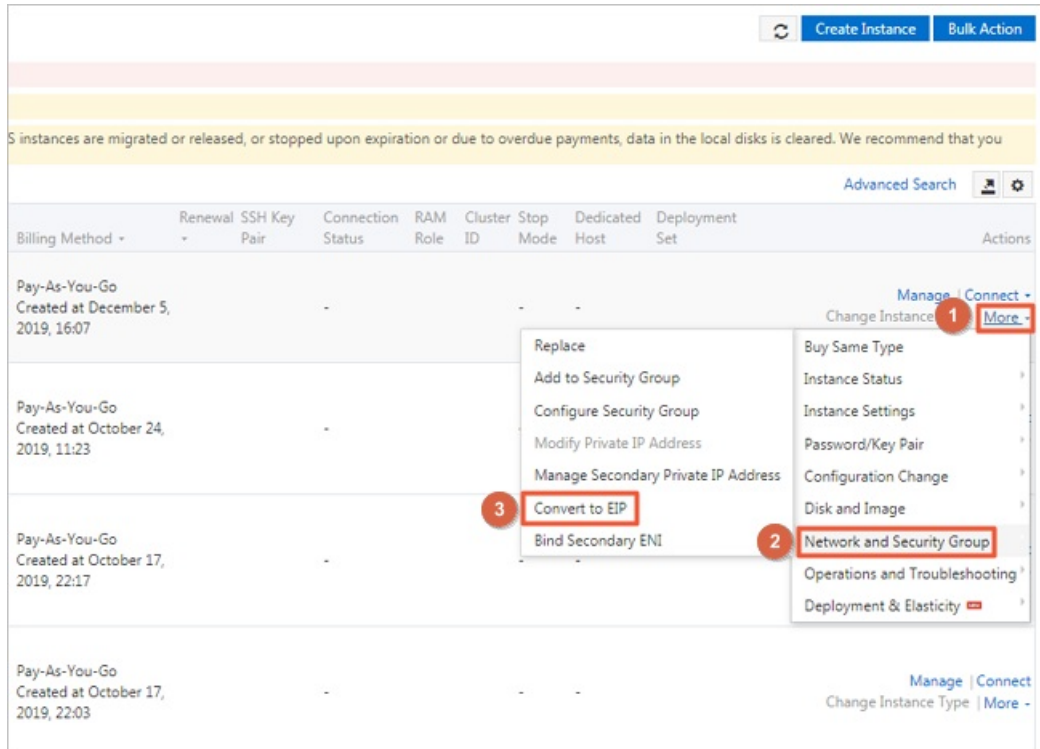 Create Instance
Bulk Action
S instances are migrated or released, or stopped upon expiration or due to overdue payments, data in the local disks is cleared. We recommend that you
Advanced Search
Renewal SSH Key Connection RAM Cluster Stop Dedicated Deployment
Billing Method Pair Status Role ID Mode Host Set Actions
Pay-As-You-Go
Created at December 5,
2019, 16:07
- - -
Manage | Connect
Change Instance 1 More
Replace
Add to Security Group
Configure Security Group
Modify Private IP Address
Manage Secondary Private IP Address
3 Convert to EIP
Bind Secondary ENI
Buy Same Type
Instance Status
Instance Settings
Password/Key Pair
Configuration Change
Disk and Image
2 Network and Security Group
Operations and Troubleshooting
Deployment & Elasticity
Pay-As-You-Go
Created at October 24,
2019, 11:23
-
Pay-As-You-Go
Created at October 17,
2019, 22:17
- - -
Pay-As-You-Go
Created at October 17,
2019, 22:03
- - -
Manage | Connect
Change Instance Type | More